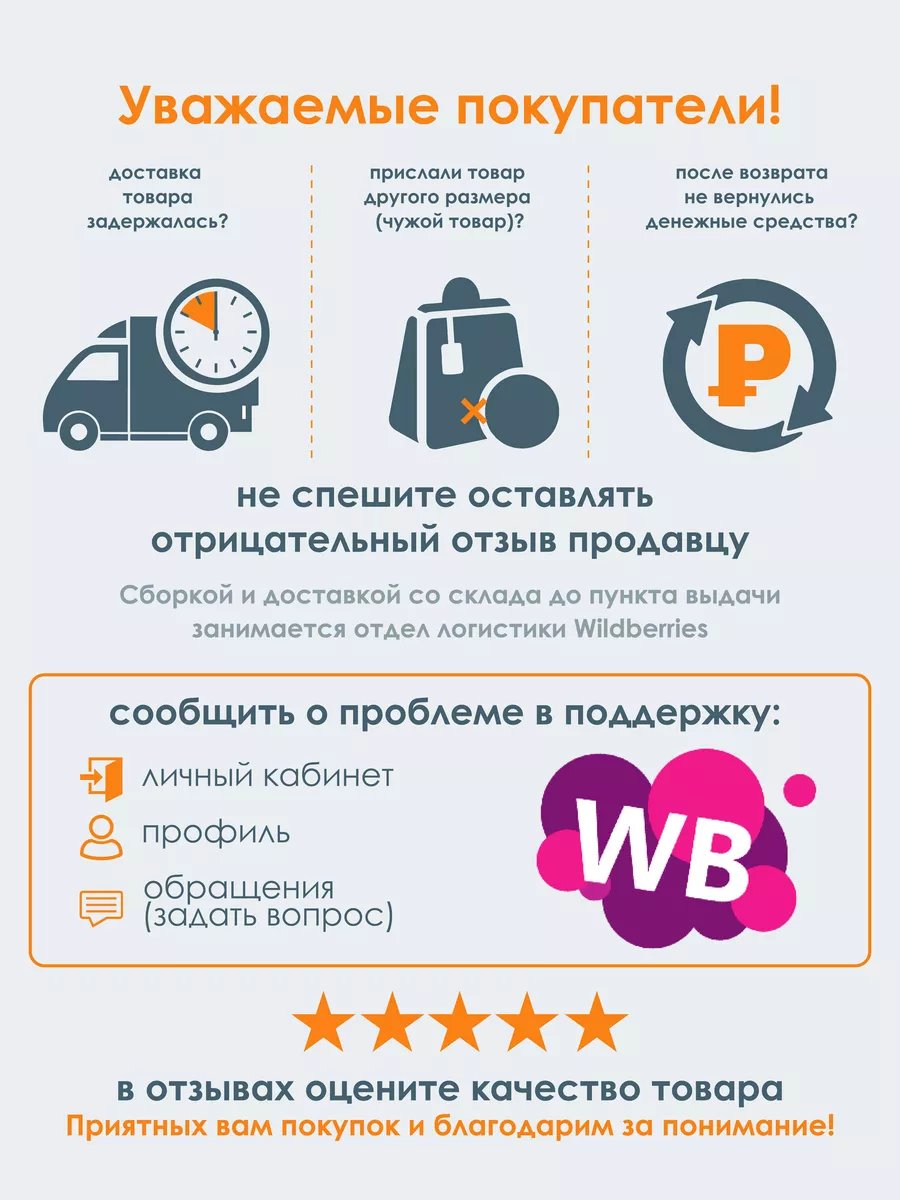 Уважаемые покупатели!
доставка
товара
задержалась?
прислали товар
другого размера
(чужой товар)?
после возврата
не вернулись
денежные средства?
не спешите оставлять
отрицательный отзыв продавцу
Сборкой и доставкой со склада до пункта выдачи
занимается отдел логистики Wildberries
сообщить о проблеме в поддержку:
личный кабинет
профиль
обращения
(задать вопрос)
WB
в отзывах оцените качество товара
Приятных вам покупок и благодарим за понимание!